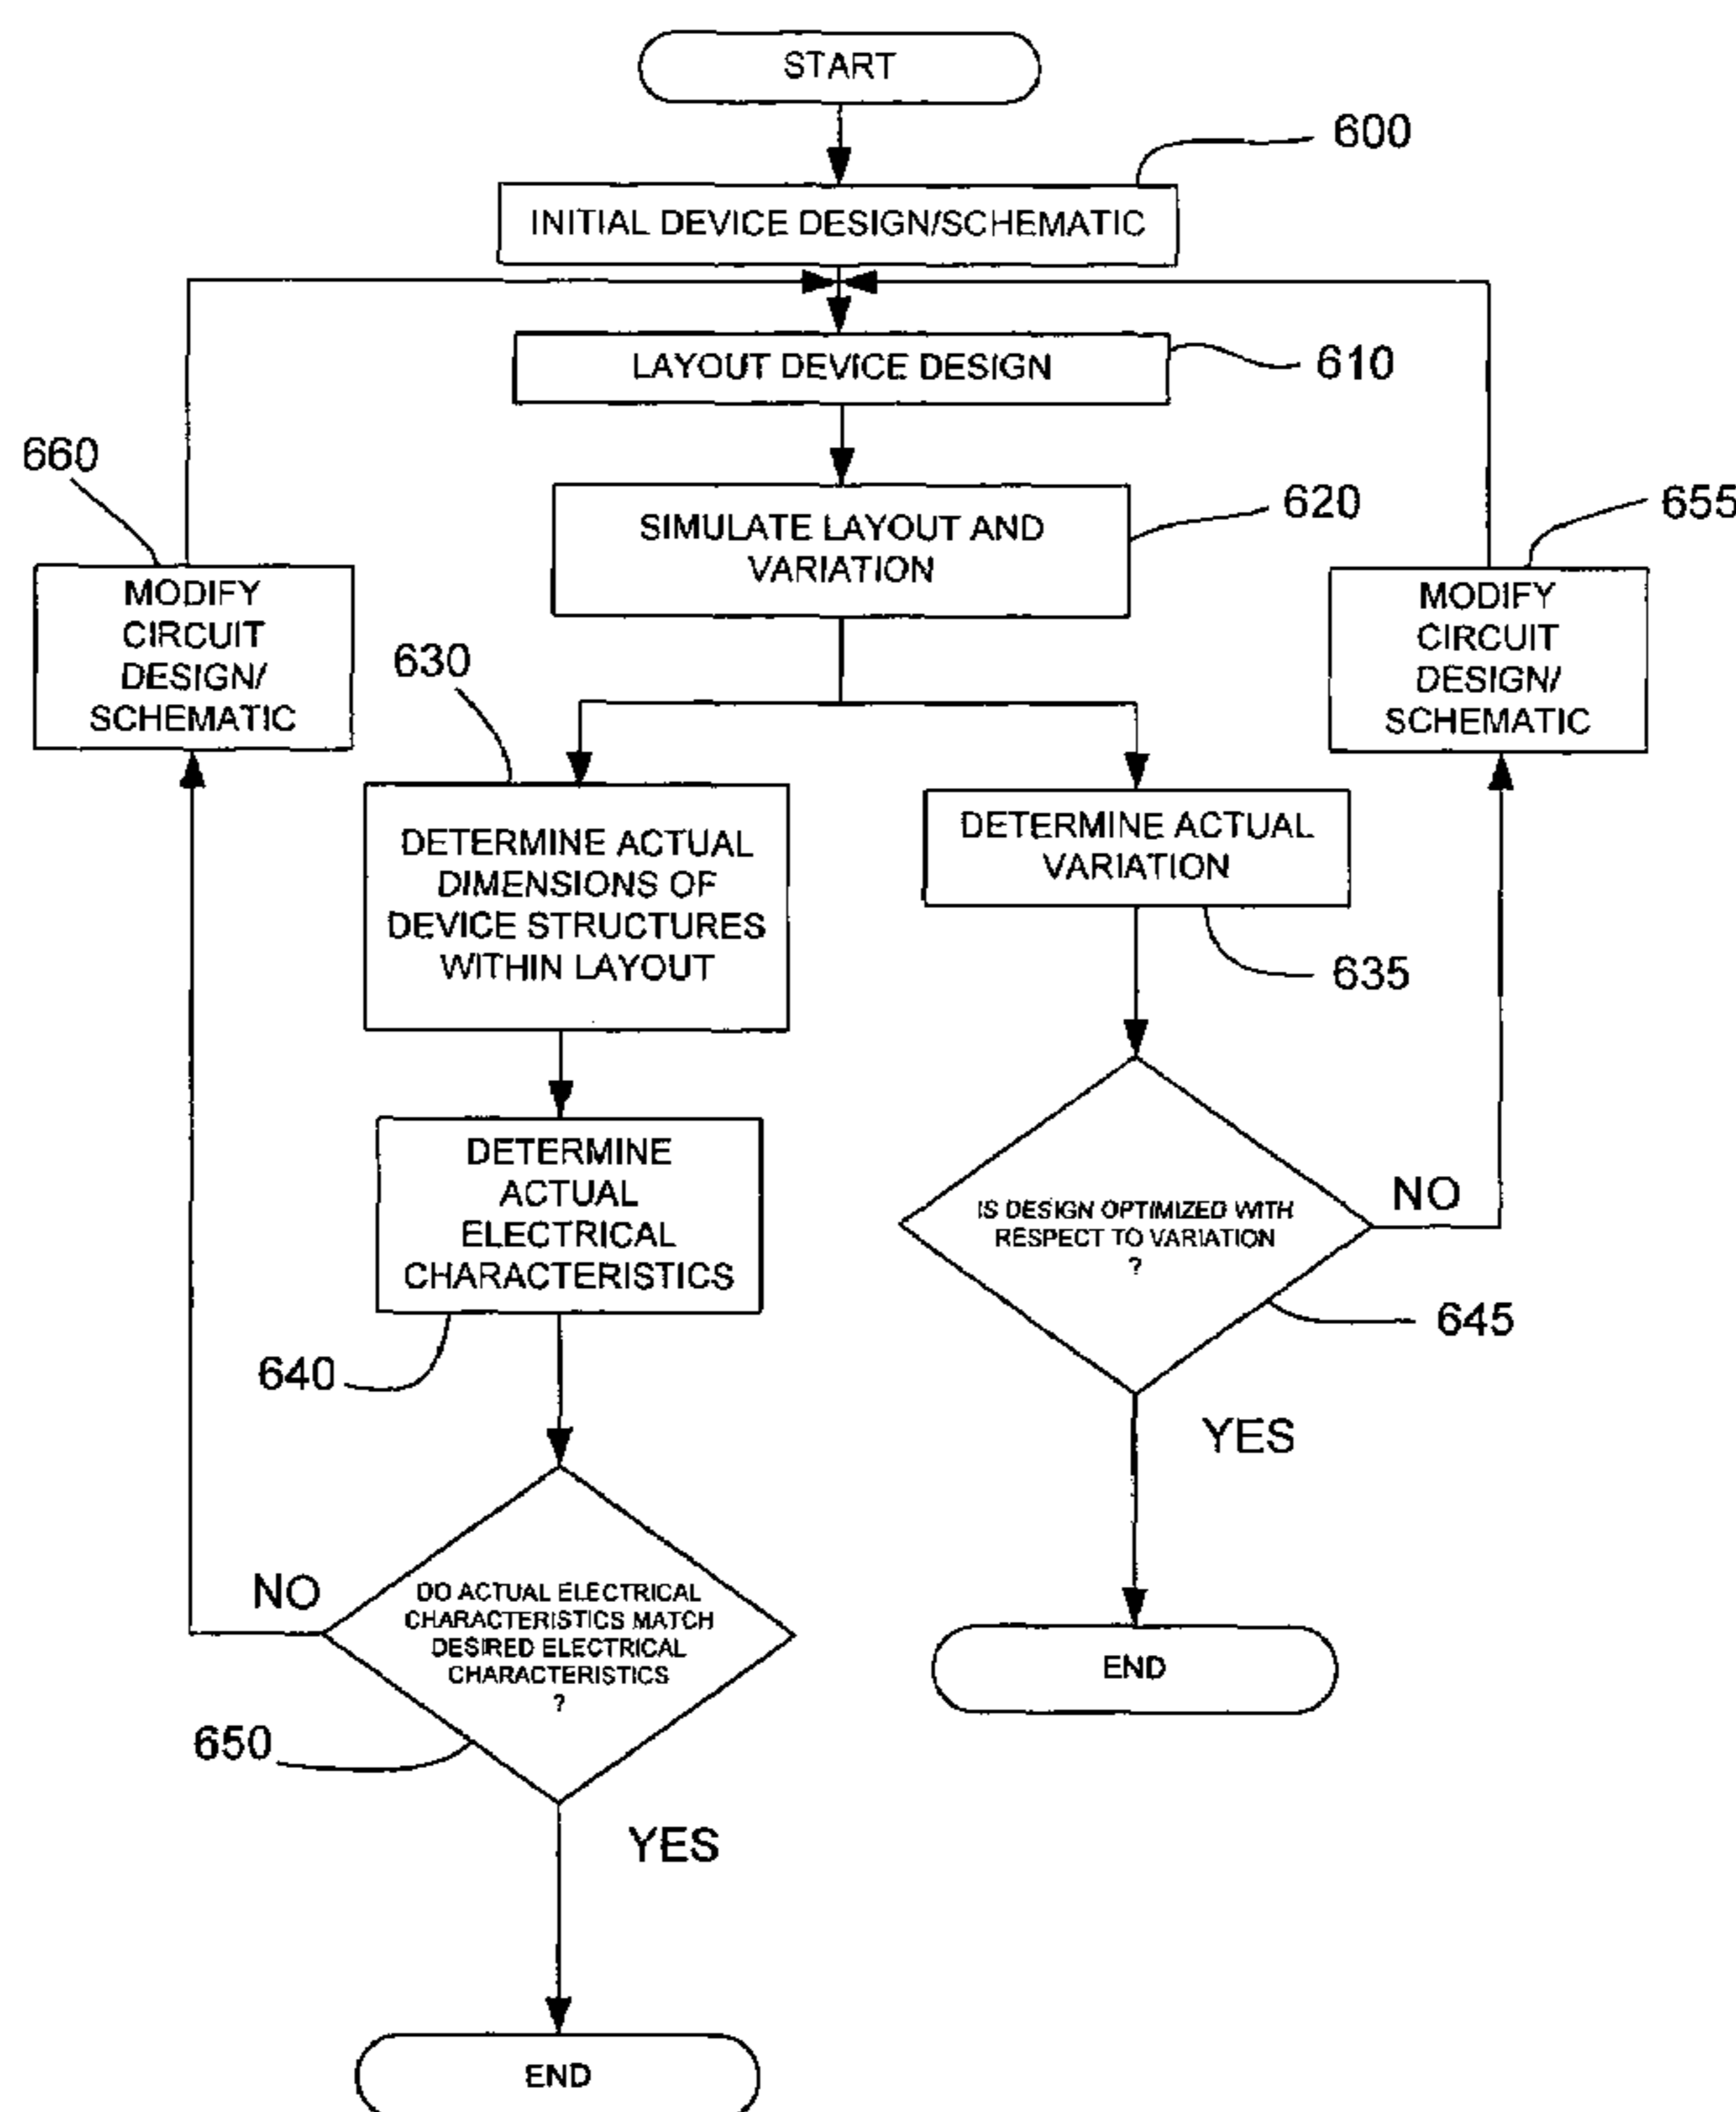 START
600
INITIAL DEVICE DESIGN/SCHEMATIC
LAYOUT DEVICE DESIGN
610
660
MODIFY
CIRCUIT
DESIGN/
SCHEMATIC
SIMULATE LAYOUT AND
VARIATION
620
655
MODIFY
CIRCUIT
DESIGN/
SCHEMATIC
630
DETERMINE ACTUAL
DIMENSIONS OF
DEVICE STRUCTURES
WITHIN LAYOUT
DETERMINE ACTUAL
VARIATION
635
DETERMINE
ACTUAL
ELECTRICAL
CHARACTERISTICS
640
IS DESIGN OPTIMIZED WITH
RESPECT TO VARIATION
?
NO
645
YES
END
NO
DO ACTUAL ELECTRICAL
CHARACTERISTICS MATCH
DESIRED ELECTRICAL
CHARACTERISTICS
?
650
YES
END